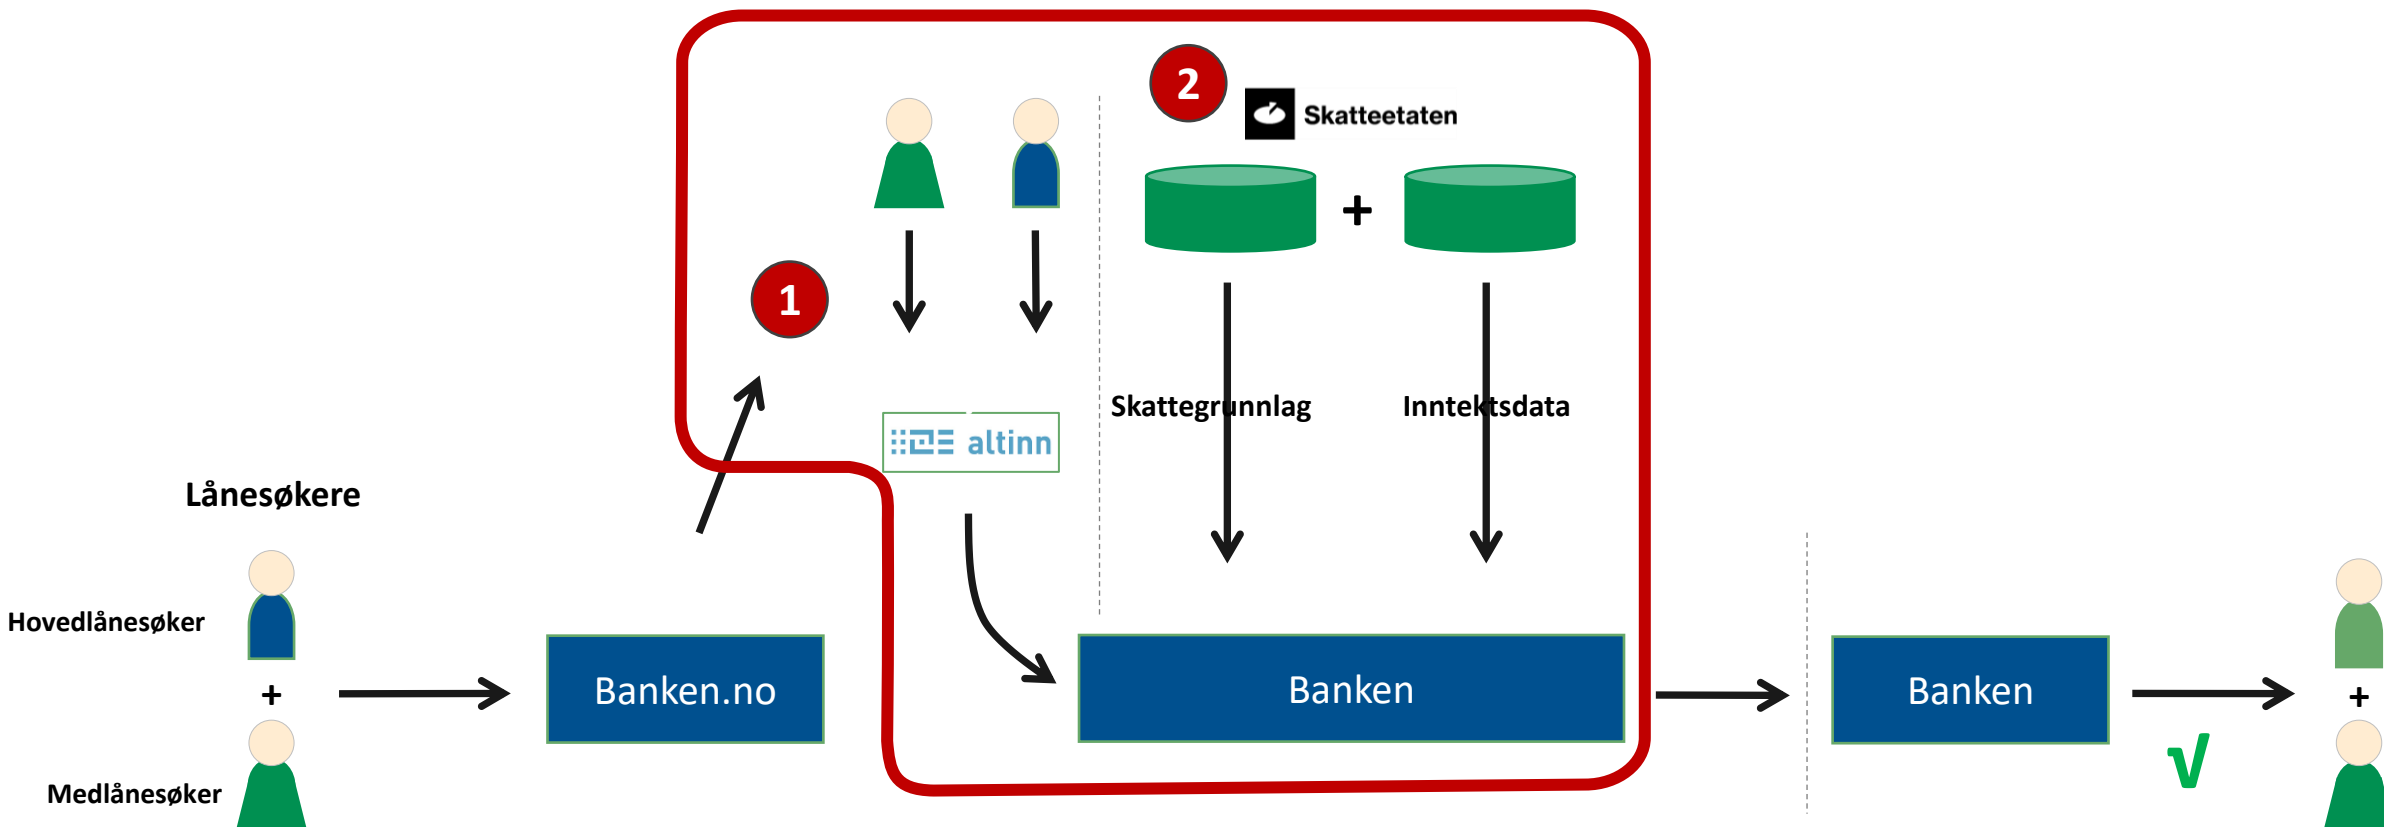 Lånesøkere
Hovedlånesøker
+
Medlånesøker
Banken.no
1
altinn
2
Skatteetaten
+
Skattegrunnlag
Inntektsdata
Banken
Banken
√
+